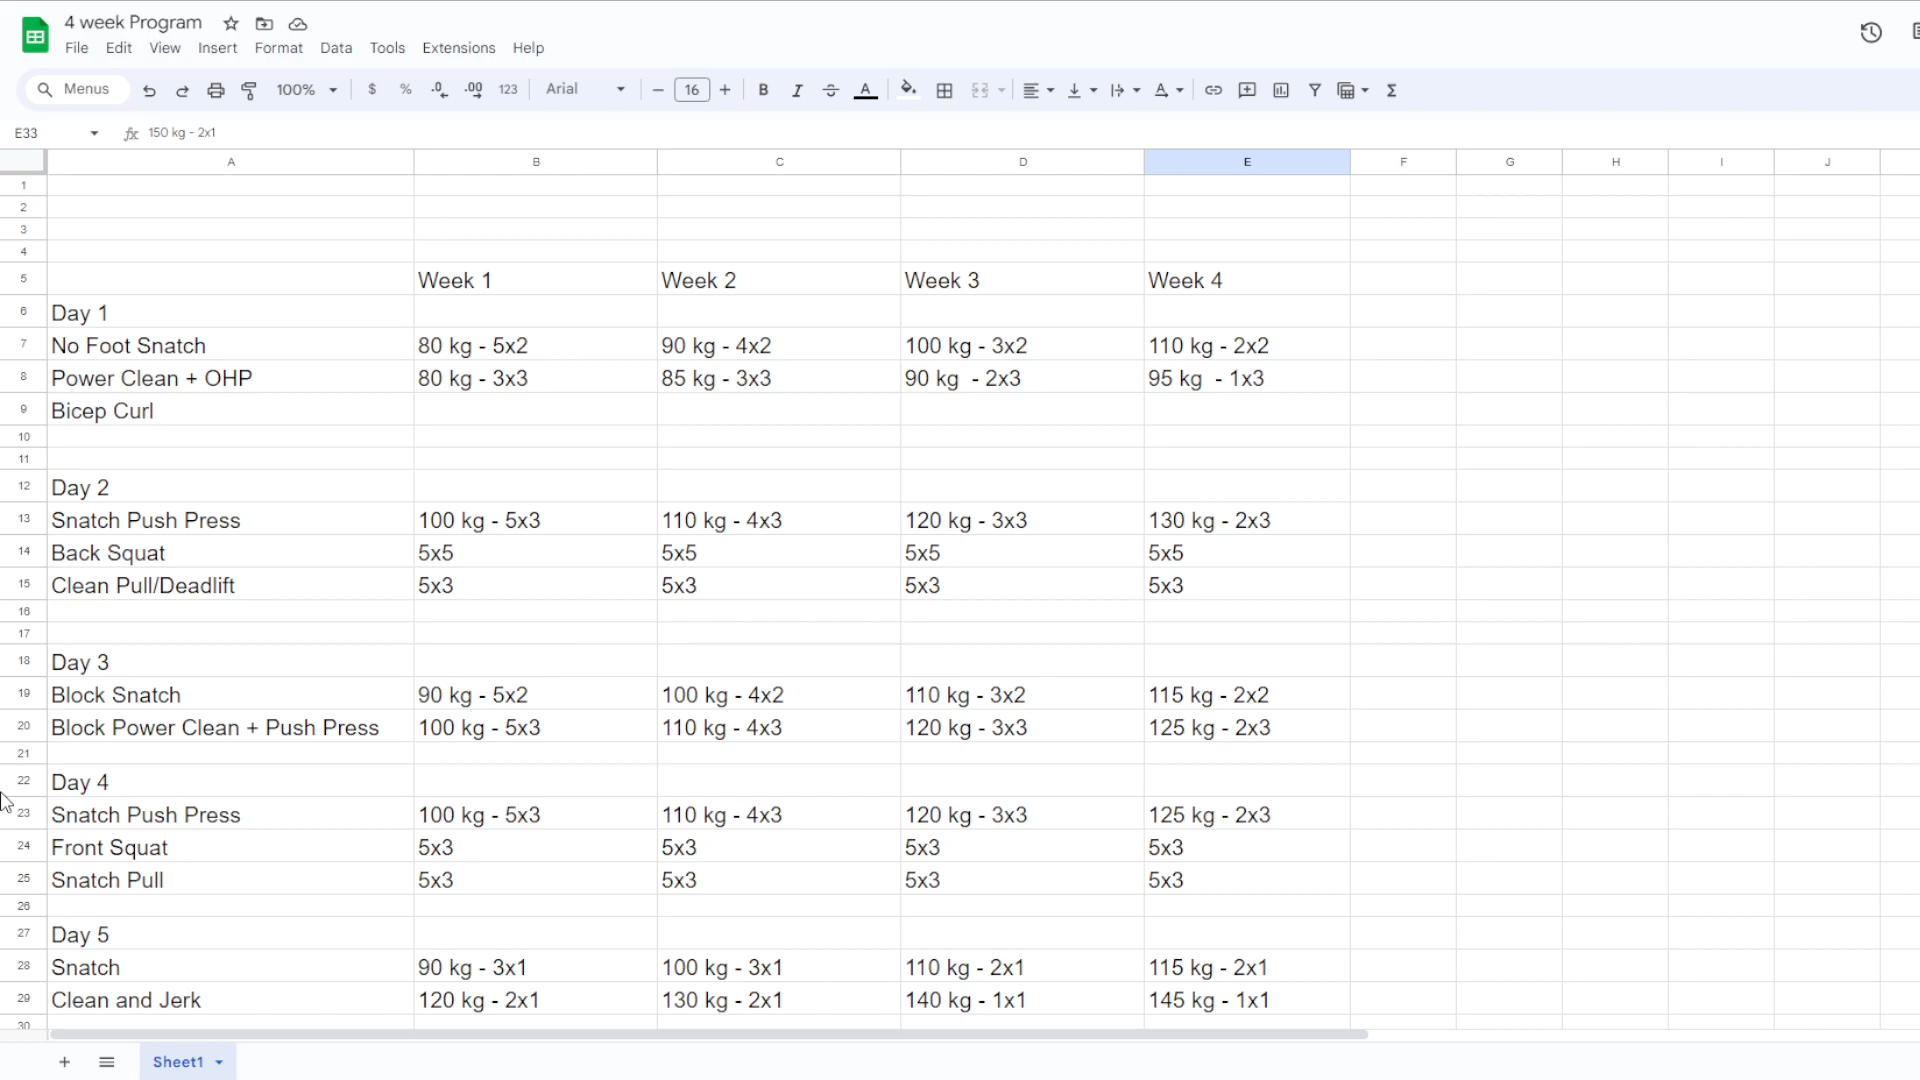 4 week Program
File Edit View Insert Format Data Tools Extensions Help
Menus 100% $ % .0 .00 123 Arial 16 B I A
E33 fx 150 kg - 2x1
A B C D E F G H I J
1
2
3
4
5 Week 1 Week 2 Week 3 Week 4
6 Day 1
7 No Foot Snatch 80 kg - 5x2 90 kg - 4x2 100 kg - 3x2 110 kg - 2x2
8 Power Clean + OHP 80 kg - 3x3 85 kg - 3x3 90 kg  - 2x3 95 kg  - 1x3
9 Bicep Curl
10
11
12 Day 2
13 Snatch Push Press 100 kg - 5x3 110 kg - 4x3 120 kg - 3x3 130 kg - 2x3
14 Back Squat 5x5 5x5 5x5 5x5
15 Clean Pull/Deadlift 5x3 5x3 5x3 5x3
16
17
18 Day 3
19 Block Snatch 90 kg - 5x2 100 kg - 4x2 110 kg - 3x2 115 kg - 2x2
20 Block Power Clean + Push Press 100 kg - 5x3 110 kg - 4x3 120 kg - 3x3 125 kg - 2x3
21
22 Day 4
23 Snatch Push Press 100 kg - 5x3 110 kg - 4x3 120 kg - 3x3 125 kg - 2x3
24 Front Squat 5x3 5x3 5x3 5x3
25 Snatch Pull 5x3 5x3 5x3 5x3
26
27 Day 5
28 Snatch 90 kg - 3x1 100 kg - 3x1 110 kg - 2x1 115 kg - 2x1
29 Clean and Jerk 120 kg - 2x1 130 kg - 2x1 140 kg - 1x1 145 kg - 1x1
30
Sheet1